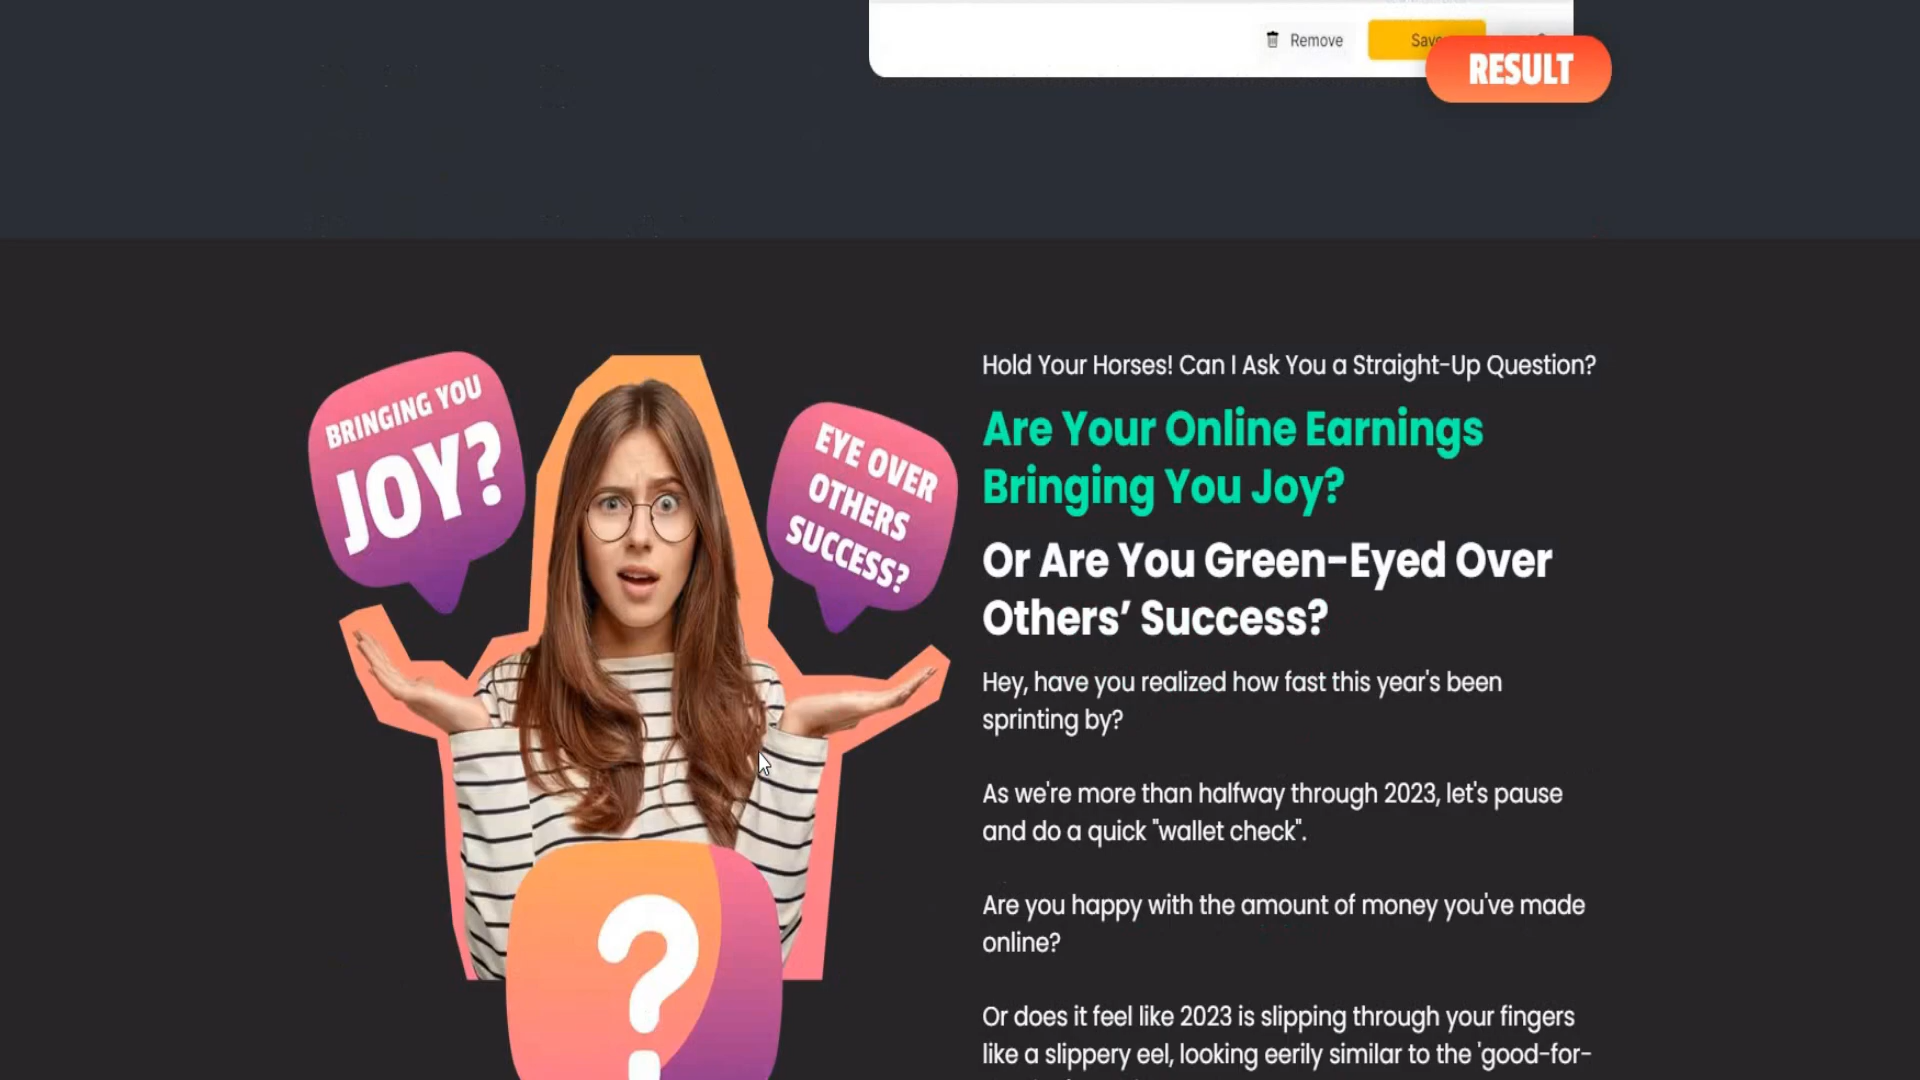 Remove
Save
RESULT
BRINGING YOU
JOY?
EYE OVER
OTHERS
SUCCESS?
?
Hold Your Horses! Can I Ask You a Straight-Up Question?
Are Your Online Earnings
Bringing You Joy?
Or Are You Green-Eyed Over
Others’ Success?
Hey, have you realized how fast this year's been
sprinting by?
As we're more than halfway through 2023, let's pause
and do a quick "wallet check".
Are you happy with the amount of money you've made
online?
Or does it feel like 2023 is slipping through your fingers
like a slippery eel, looking eerily similar to the 'good-for-